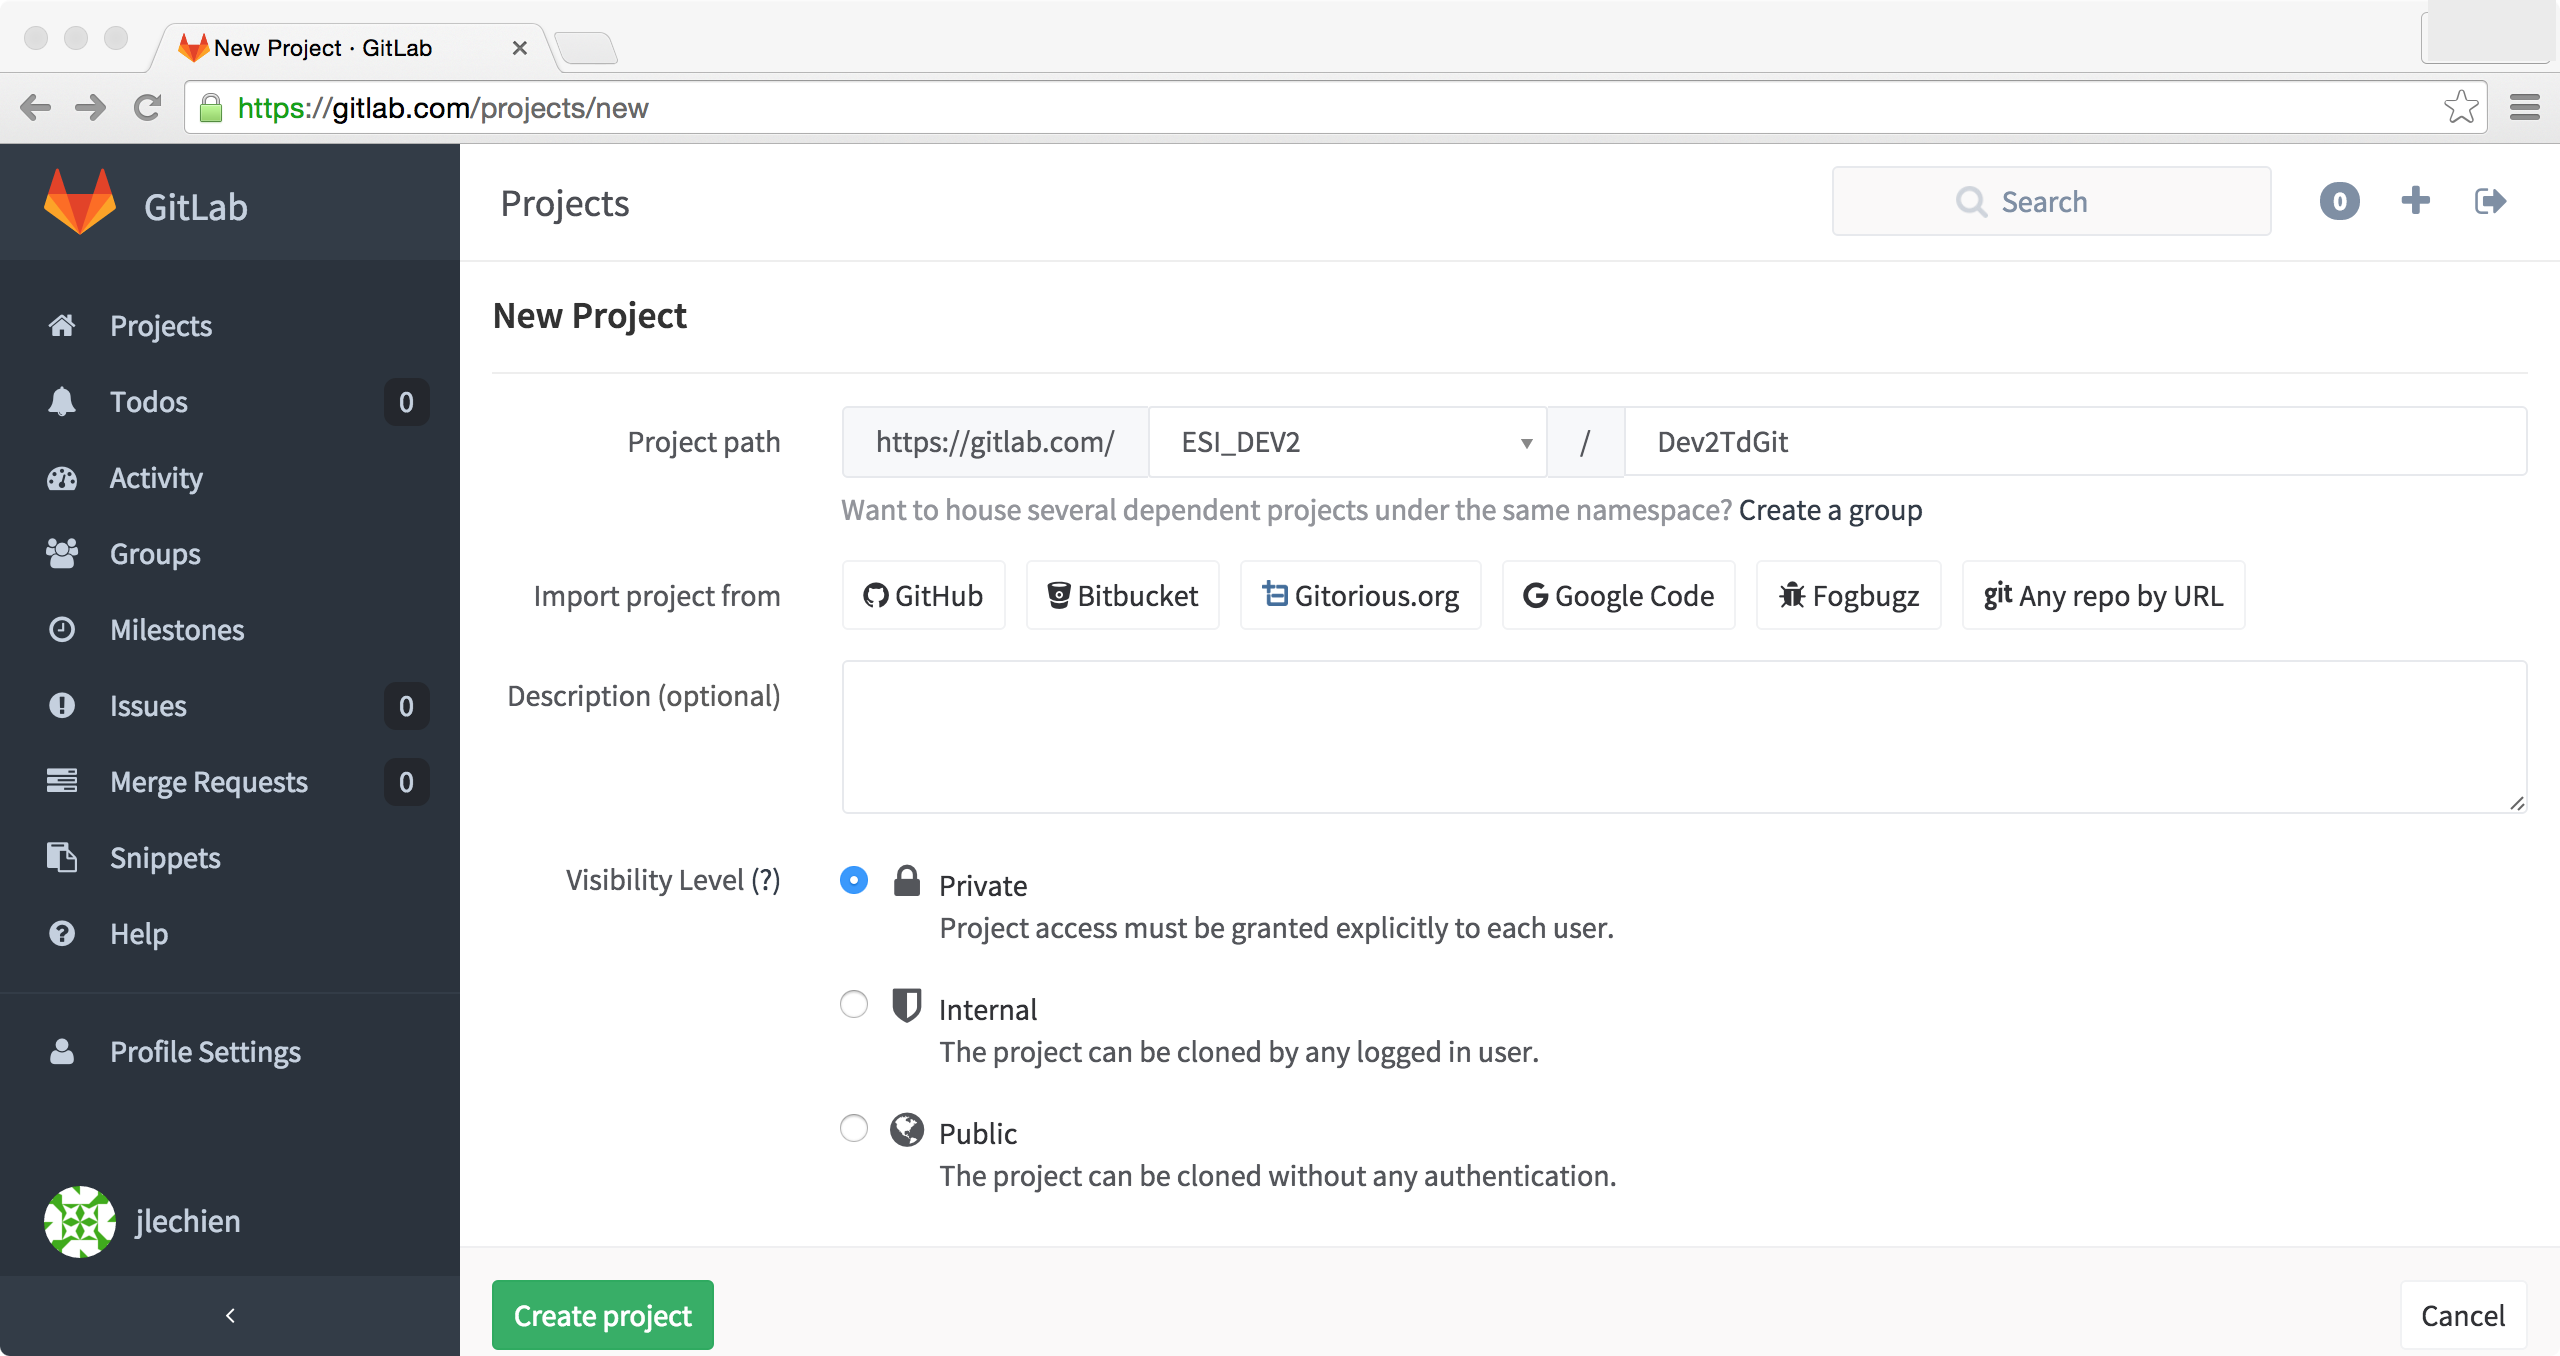 New Project · GitLab
https://gitlab.com/projects/new
GitLab
Projects
Search
0
Projects
Todos 0
Activity
Groups
Milestones
Issues 0
Merge Requests 0
Snippets
Help
Profile Settings
jlechien
New Project
Project path https://gitlab.com/ ESI_DEV2 / Dev2TdGit
Want to house several dependent projects under the same namespace? Create a group
Import project from GitHub Bitbucket Gitorious.org Google Code Fogbugz git Any repo by URL
Description (optional)
Visibility Level (?) Private
Project access must be granted explicitly to each user.
Internal
The project can be cloned by any logged in user.
Public
The project can be cloned without any authentication.
Create project
Cancel